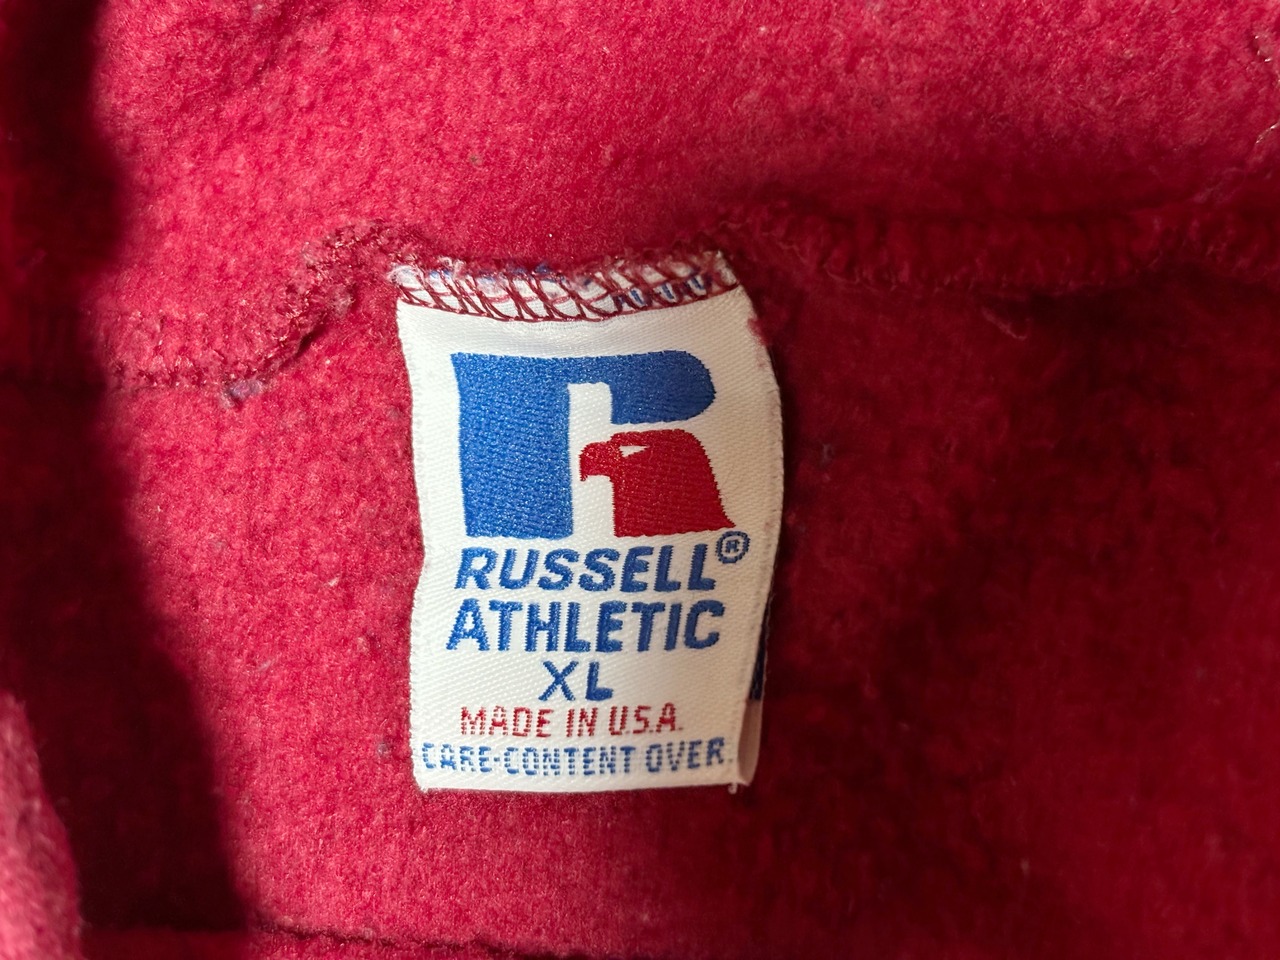 RUSSELL®
ATHLETIC
XL
MADE IN U.S.A.
CARE-CONTENT OVER